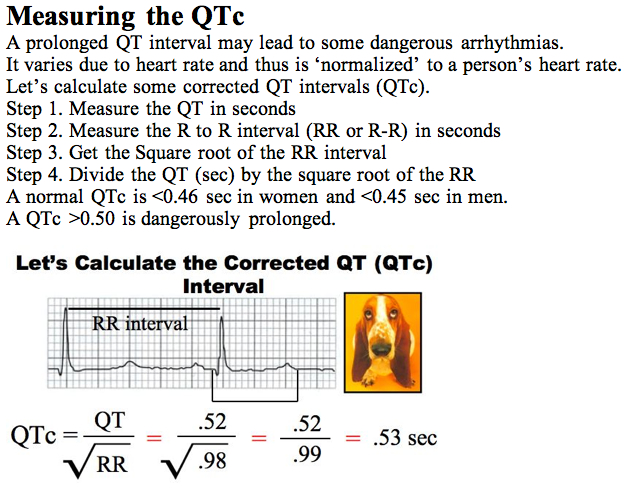 Measuring the QTc
A prolonged QT interval may lead to some dangerous arrhythmias.
It varies due to heart rate and thus is ‘normalized’ to a person’s heart rate.
Let’s calculate some corrected QT intervals (QTc).
Step 1. Measure the QT in seconds
Step 2. Measure the R to R interval (RR or R-R) in seconds
Step 3. Get the Square root of the RR interval
Step 4. Divide the QT (sec) by the square root of the RR
A normal QTc is <0.46 sec in women and <0.45 sec in men.
A QTc >0.50 is dangerously prolonged.
Let’s Calculate the Corrected QT (QTc)
Interval
RR interval
QTc = QT / √RR = .52 / √.98 = .52 / .99 = .53 sec